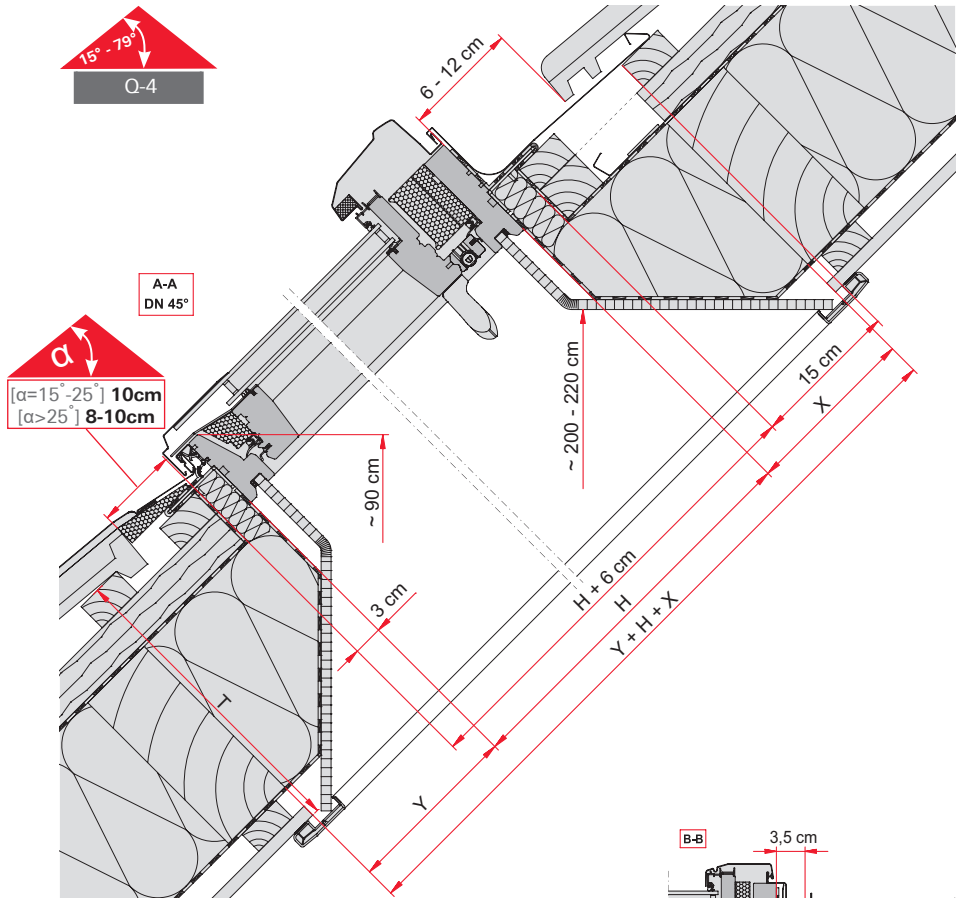 15° - 79°
Q-4
6 - 12 cm
A-A
DN 45°
α
[α=15°-25°] 10cm
[α>25°] 8-10cm
~ 90 cm
~ 200 - 220 cm
15 cm
X
3 cm
H + 6 cm
H
Y + H + X
T
Y
B-B
3,5 cm